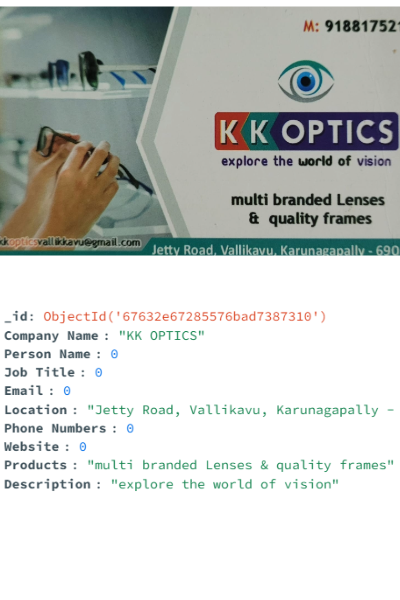 M: 918817521
KK OPTICS
explore the world of vision
multi branded Lenses
& quality frames
kkopticsvallikkavu@gmail.com
Jetty Road, Vallikavu, Karunagapally - 690
_id: ObjectId('67632e67285576bad7387310')
Company Name : "KK OPTICS"
Person Name : 0
Job Title : 0
Email : 0
Location : "Jetty Road, Vallikavu, Karunagapally -
Phone Numbers : 0
Website : 0
Products : "multi branded Lenses & quality frames"
Description : "explore the world of vision"